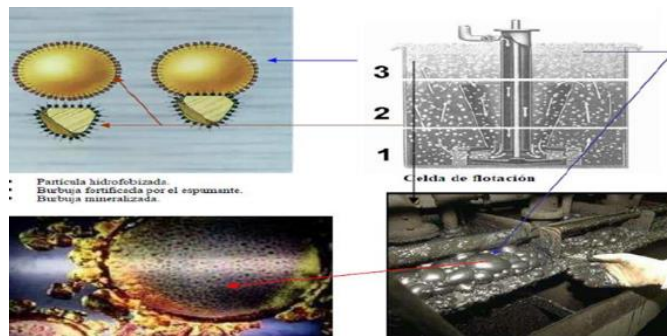 3
2
1
Celda de flotación
Partícula hidrofobizada.
Burbuja fortificada por el espumante.
Burbuja mineralizada.